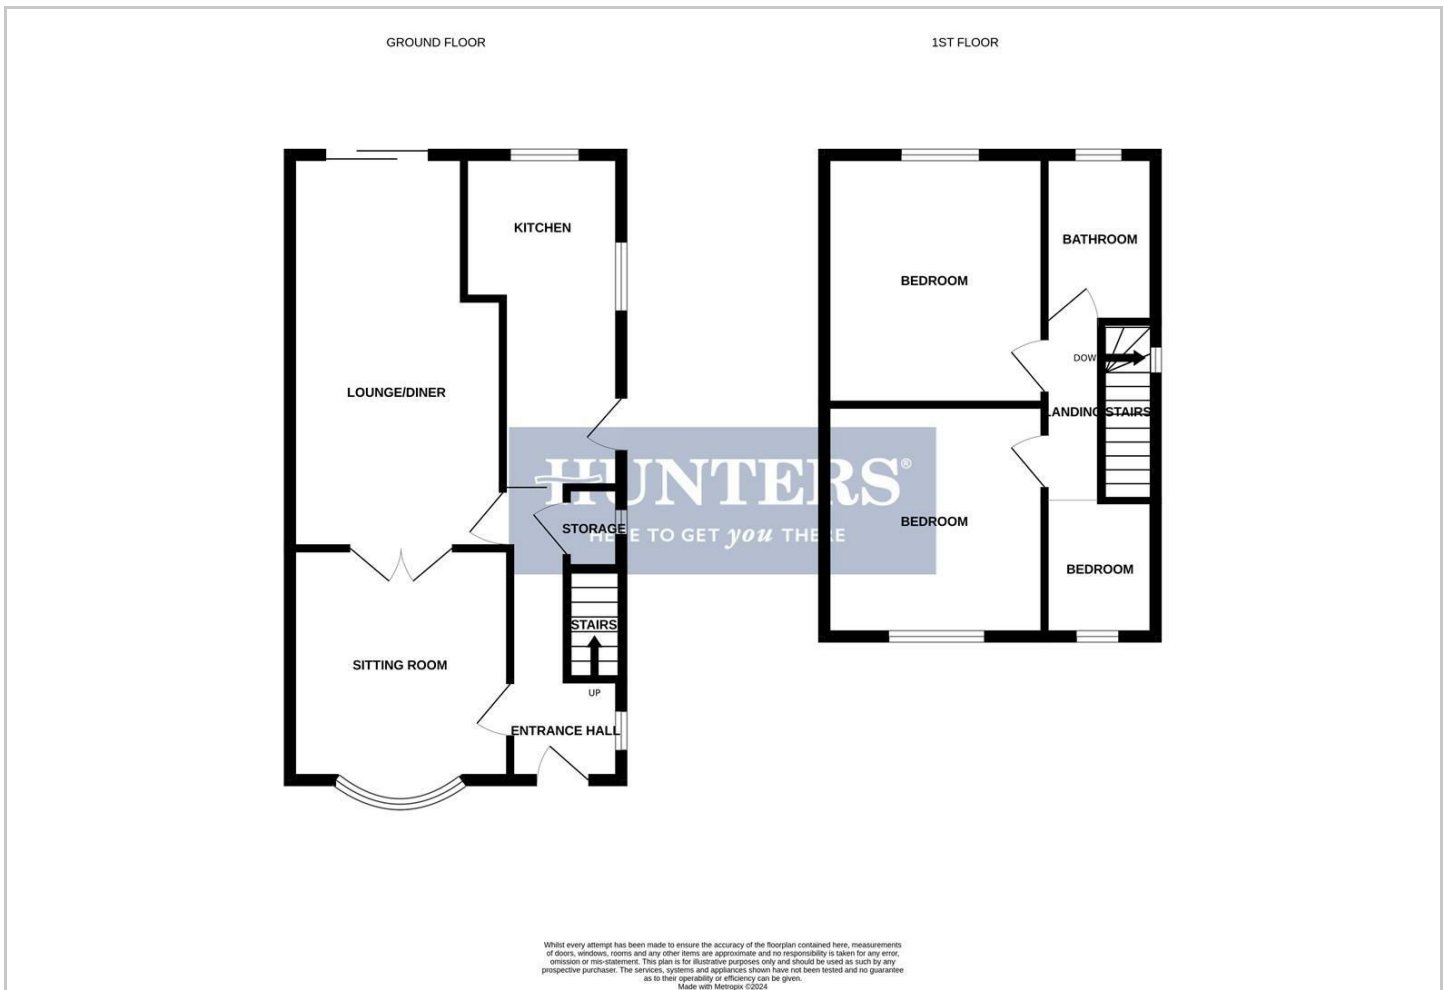 GROUND FLOOR
1ST FLOOR
KITCHEN
LOUNGE/DINER
STORAGE
STAIRS
SITTING ROOM
UP
ENTRANCE HALL
BATHROOM
BEDROOM
DOW
LANDING
STAIRS
BEDROOM
BEDROOM
HUNTERS®
HERE TO GET you THERE
Whilst every attempt has been made to ensure the accuracy of the floorplan contained here, measurements
of doors, windows, rooms and any other items are approximate and no responsibility is taken for any error,
omission or mis-statement. This plan is for illustrative purposes only and should be used as such by any
prospective purchaser. The services, systems and appliances shown have not been tested and no guarantee
as to their operability or efficiency can be given.
Made with Metropix ©2024